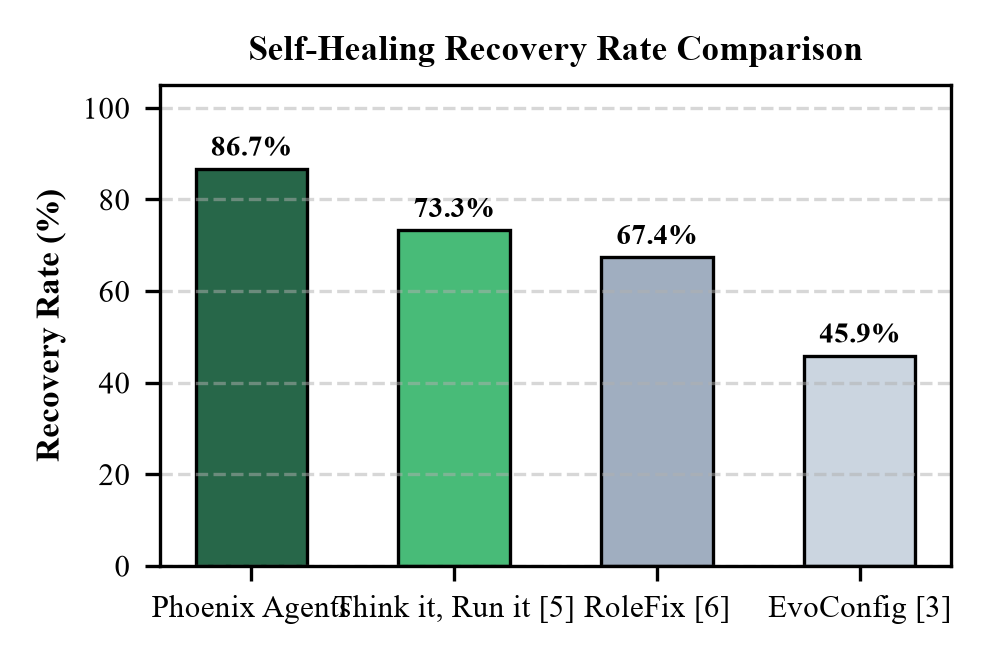 Self-Healing Recovery Rate Comparison
Recovery Rate (%)
100
80
60
40
20
0
86.7%
73.3%
67.4%
45.9%
Phoenix Agents
Think it, Run it [5]
RoleFix [6]
EvoConfig [3]